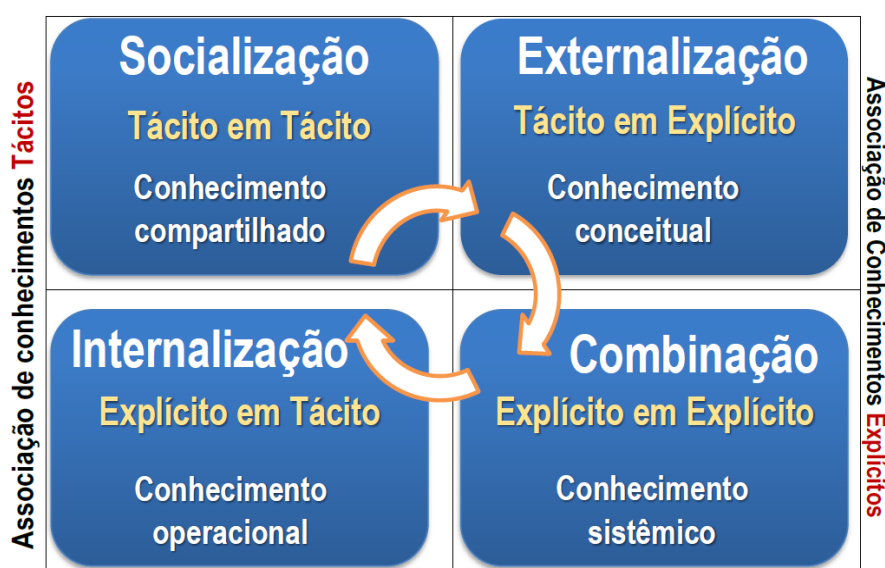 Associação de conhecimentos Tácitos
Socialização
Tácito em Tácito
Conhecimento
compartilhado
Externalização
Tácito em Explícito
Conhecimento
conceitual
Internalização
Explícito em Tácito
Conhecimento
operacional
Combinação
Explícito em Explícito
Conhecimento
sistêmico
Associação de Conhecimentos Explícitos